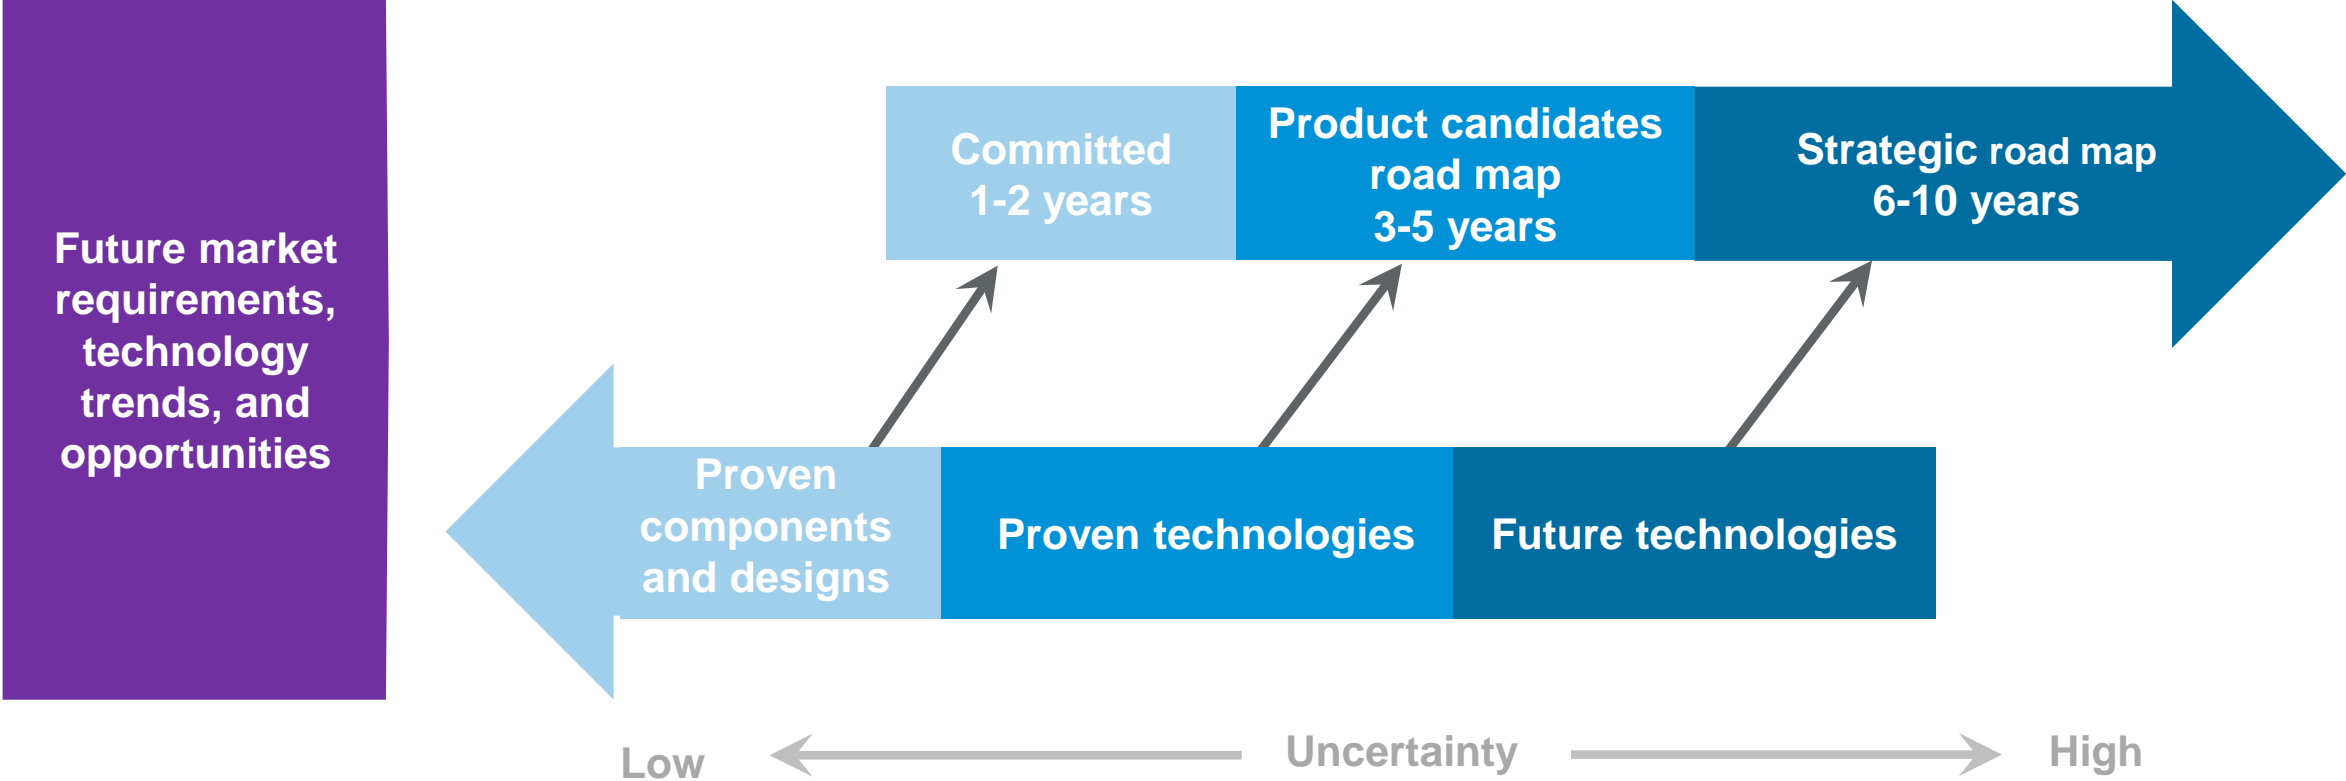 Future market
requirements,
technology
trends, and
opportunities
Committed
1-2 years
Product candidates
road map
3-5 years
Strategic road map
6-10 years
Proven
components
and designs
Proven technologies
Future technologies
Low
Uncertainty
High